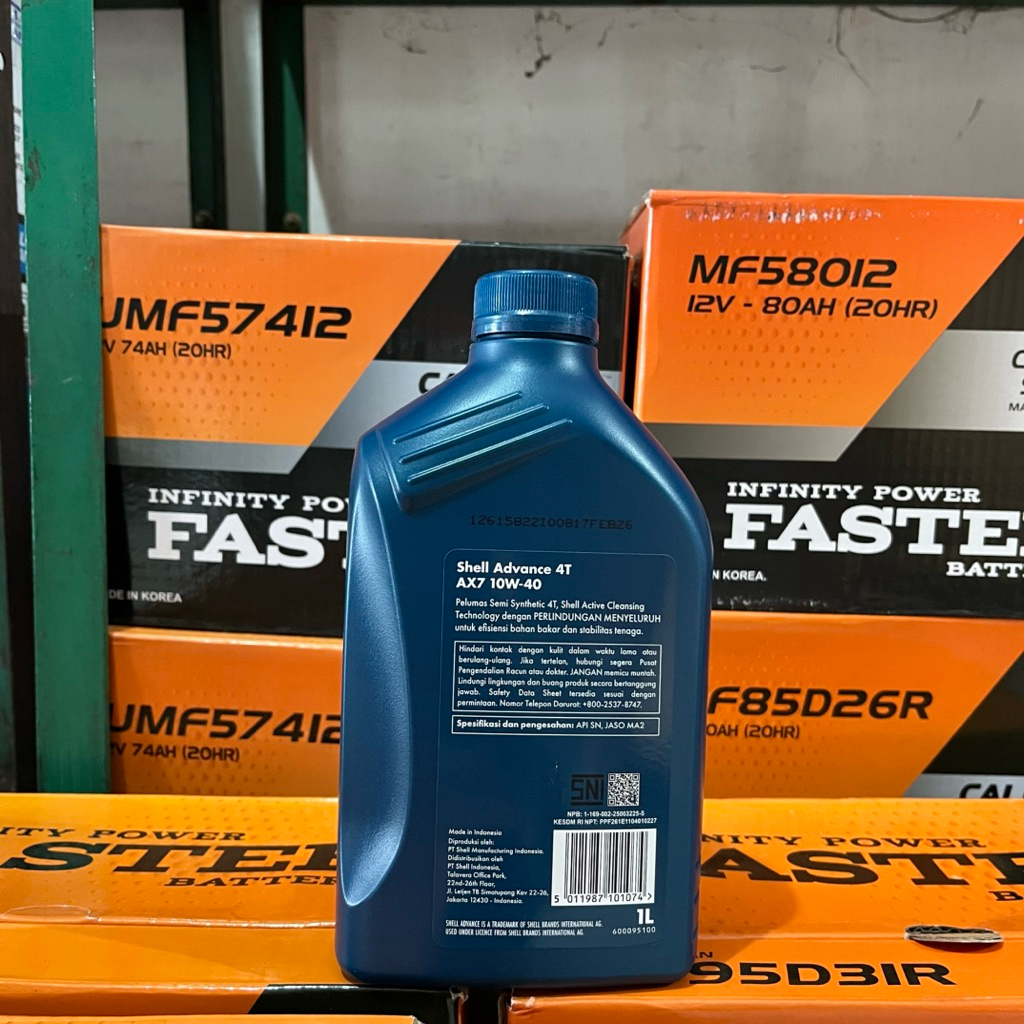 UMF57412
V 74AH (20HR)
MF58012
12V - 80AH (20HR)
CA
INFINITY POWER
FAST
DE IN KOREA
INFINITY POWER
FASTE
BATT
N KOREA.
12615822I00817FEB26
Shell Advance 4T
AX7 10W-40
Pelumas Semi Synthetic 4T, Shell Active Cleansing
Technology dengan PERLINDUNGAN MENYELURUH
untuk efisiensi bahan bakar dan stabilitas tenaga.
Hindari kontak dengan kulit dalam waktu lama atau
berulang-ulang. Jika tertelan, hubungi segera Pusat
Pengendalian Racun atau dokter. JANGAN memicu muntah.
Lindungi lingkungan dan buang produk secara bertanggung
jawab. Safety Data Sheet tersedia sesuai dengan
permintaan. Nomor Telepon Darurat: +800-2537-8747.
Spesifikasi dan pengesahan: API SN, JASO MA2
SNI
NPB: 1-169-002-25003225-5
KESDM RI NPT: PPF261E1104010227
Made in Indonesia
Diproduksi oleh:
PT Shell Manufacturing Indonesia.
Didistribusikan oleh
PT Shell Indonesia,
Talavera Office Park,
22nd-26th Floor,
Jl. Letjen TB Simatupang Kav 22-26,
Jakarta 12430 - Indonesia.
5 011987 101074 >
1L
SHELL ADVANCE IS A TRADEMARK OF SHELL BRANDS INTERNATIONAL AG.
USED UNDER LICENCE FROM SHELL BRANDS INTERNATIONAL AG.
600095100
UMF57412
V 74AH (20HR)
F85D26R
0AH (20HR)
CAL
INFINITY POWER
STE
BATTER
Y POWER
ASTE
BATTE
95D31R